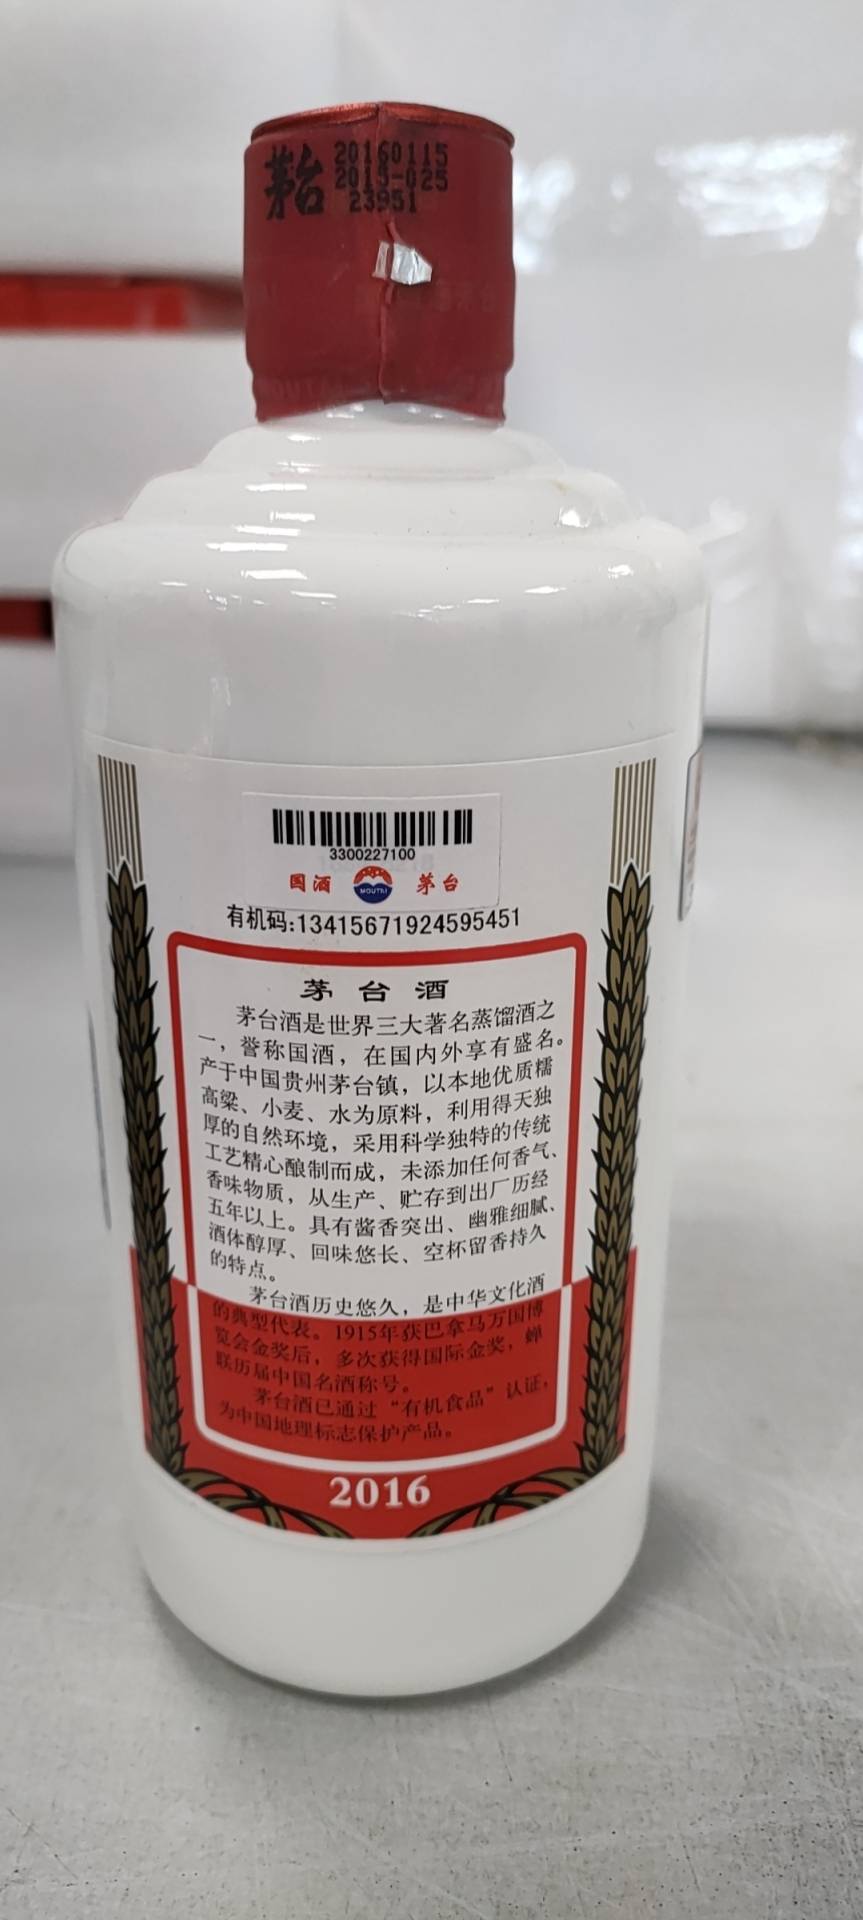 茅台
20160115
2015-025
23951
3300227100
国酒 MOUTAI 茅台
有机码:13415671924595451
茅台酒
茅台酒是世界三大著名蒸馏酒之
一，誉称国酒，在国内外享有盛名。
产于中国贵州茅台镇，以本地优质糯
高粱、小麦、水为原料，利用得天独
厚的自然环境，采用科学独特的传统
工艺精心酿制而成，未添加任何香气、
香味物质，从生产、贮存到出厂历经
五年以上。具有酱香突出、幽雅细腻、
酒体醇厚、回味悠长、空杯留香持久
的特点。
茅台酒历史悠久，是中华文化酒
的典型代表。1915年获巴拿马万国博
览会金奖后，多次获得国际金奖，蝉
联历届中国名酒称号。
茅台酒已通过“有机食品”认证，
为中国地理标志保护产品。
2016